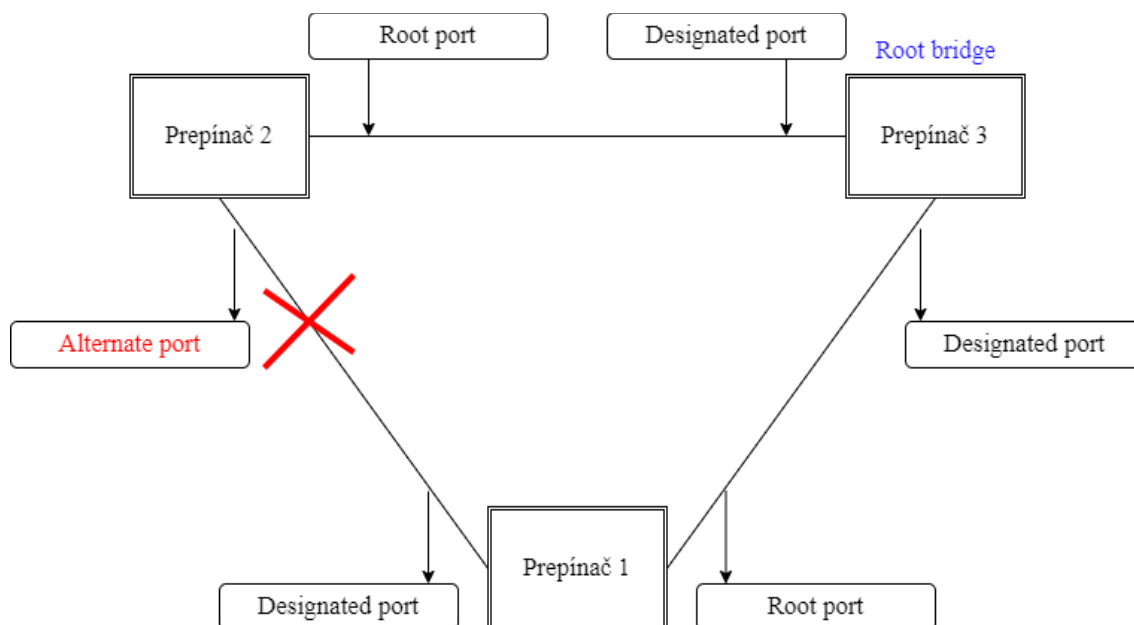 Root port
Designated port
Root bridge
Prepínač 2
Prepínač 3
Alternate port
Designated port
Prepínač 1
Designated port
Root port